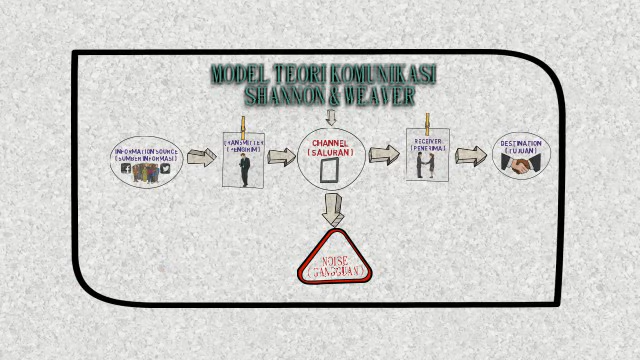 MODEL TEORI KOMUNIKASI
SHANNON & WEAVER
INFORMATION SOURCE
(SUMBER INFORMASI)
TRANSMITTER
(PENGIRIM)
CHANNEL
(SALURAN)
RECEIVER
(PENERIMA)
DESTINATION
(TUJUAN)
NOISE
(GANGGUAN)